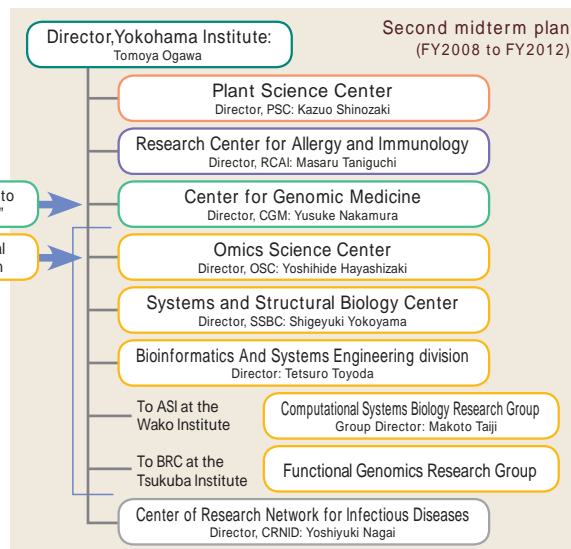 Second midterm plan
(FY2008 to FY2012)
Director,Yokohama Institute:
Tomoya Ogawa
Plant Science Center
Director, PSC: Kazuo Shinozaki
Research Center for Allergy and Immunology
Director, RCAI: Masaru Taniguchi
to
”
Center for Genomic Medicine
Director, CGM: Yusuke Nakamura
Omics Science Center
Director, OSC: Yoshihide Hayashizaki
Systems and Structural Biology Center
Director, SSBC: Shigeyuki Yokoyama
Bioinformatics And Systems Engineering division
Director: Tetsuro Toyoda
To ASI at the
Wako Institute
Computational Systems Biology Research Group
Group Director: Makoto Taiji
To BRC at the
Tsukuba Institute
Functional Genomics Research Group
Center of Research Network for Infectious Diseases
Director, CRNID: Yoshiyuki Nagai